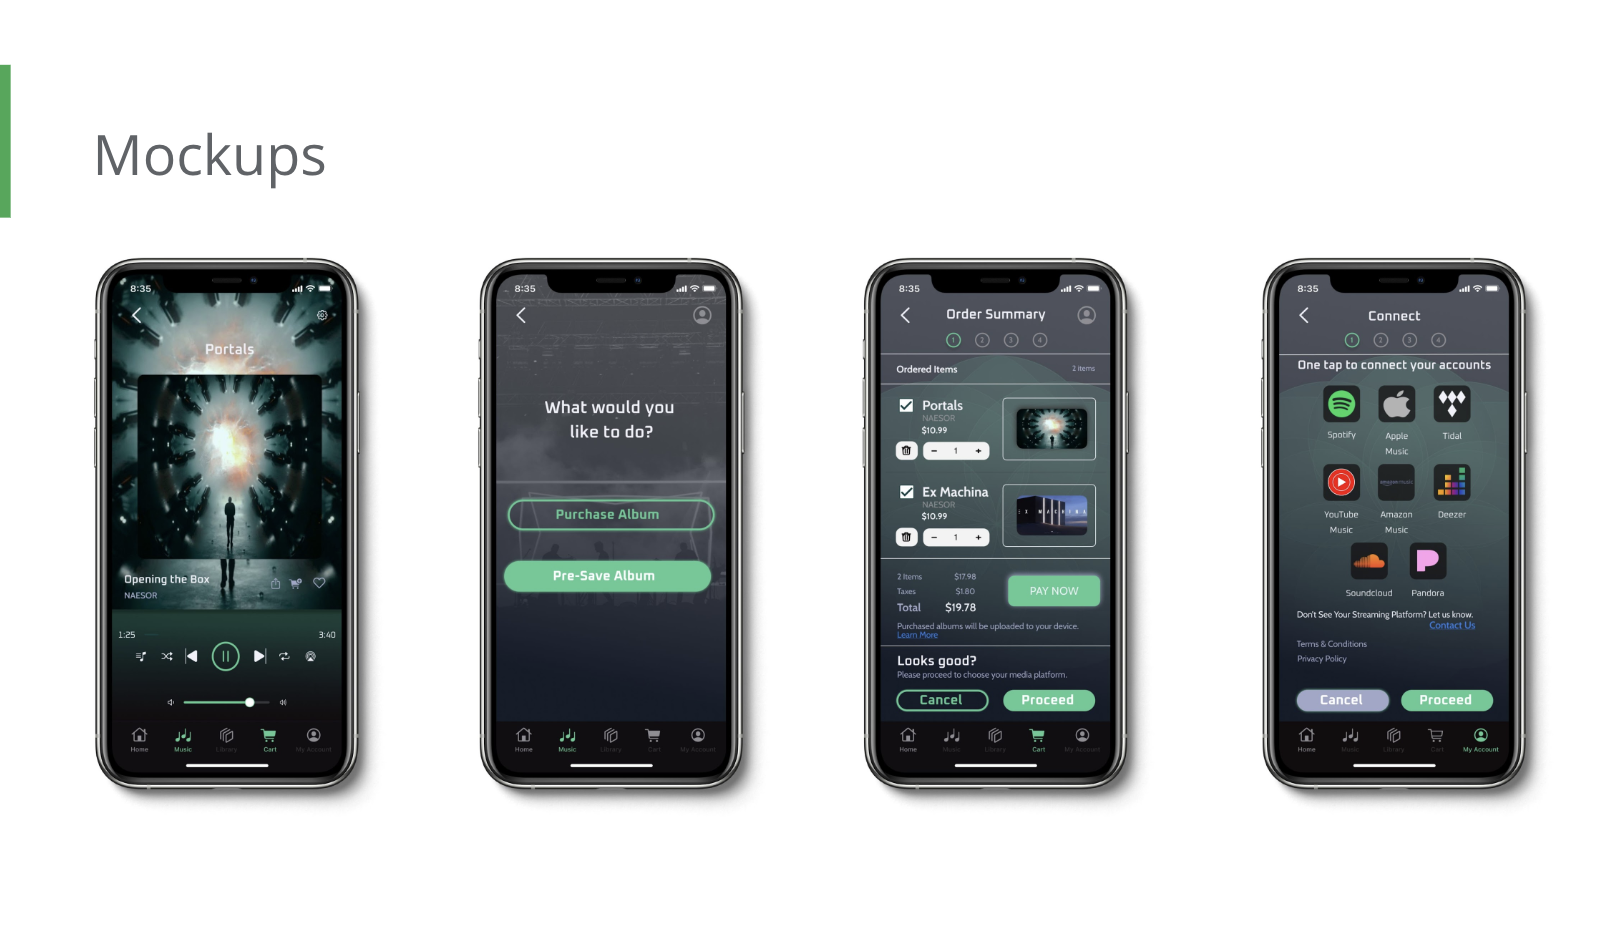 Mockups
8:35
Portals
Opening the Box
NAESOR
1:25
3:40
Home
Music
Library
Cart
My Account
8:35
What would you
like to do?
Purchase Album
Pre-Save Album
Home
Music
Library
Cart
My Account
8:35
Order Summary
1 2 3 4
Ordered Items
2 Items
Portals
NAESOR
$10.99
- 1 +
Ex Machina
NAESOR
$10.99
- 1 +
EX MACHINA
2 Items $17.98
Taxes $1.80
Total $19.78
PAY NOW
Purchased albums will be uploaded to your device.
Learn More
Looks good?
Please proceed to choose your media platform.
Cancel
Proceed
Home
Music
Library
Cart
My Account
8:35
Connect
1 2 3 4
One tap to connect your accounts
Spotify
Apple
Music
Tidal
YouTube
Music
amazon music
Amazon
Music
Deezer
Soundcloud
Pandora
Don't See Your Streaming Platform? Let us know.
Contact Us
Terms & Conditions
Privacy Policy
Cancel
Proceed
Home
Music
Library
Cart
My Account